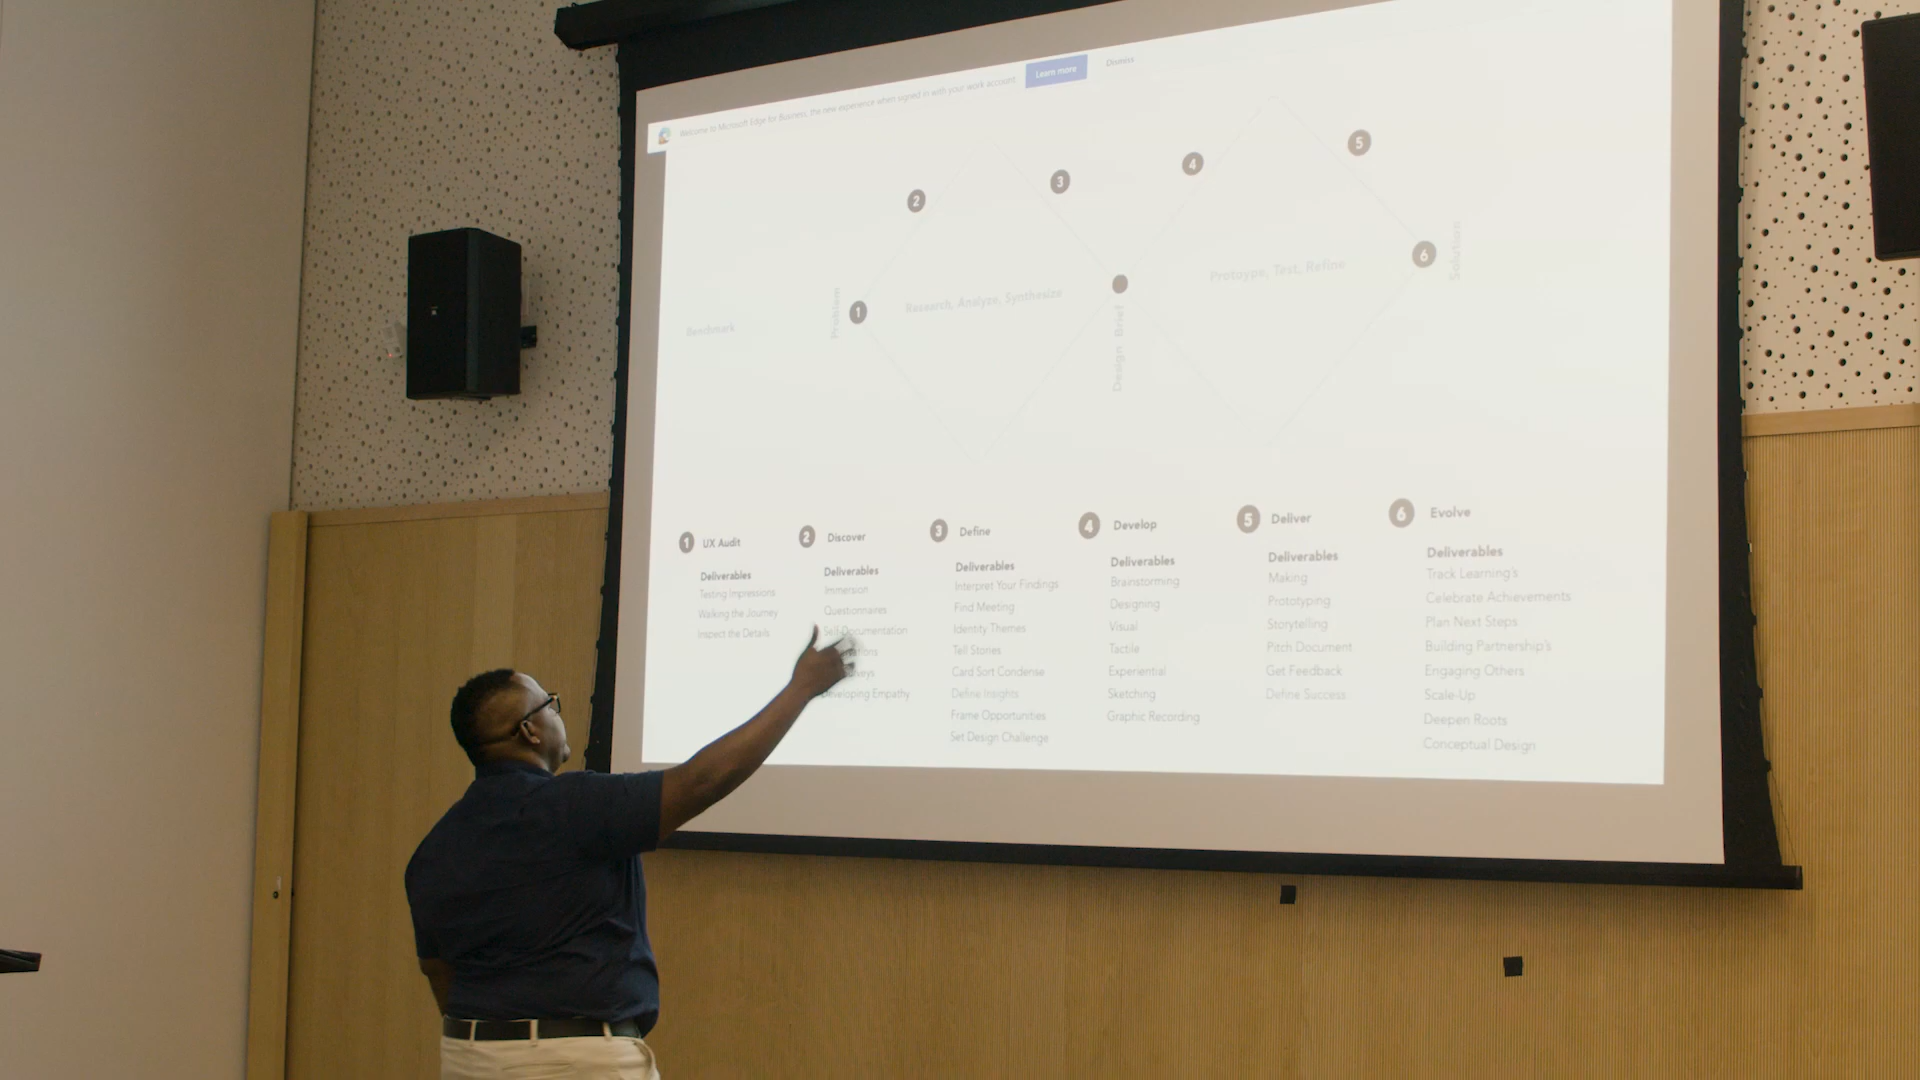 Welcome to Microsoft Edge for Business, the new experience when signed in with your work account
Learn more
Dismiss
2
3
4
5
1
6
Benchmark
Problem
Research, Analyze, Synthesize
Design Brief
Protoype, Test, Refine
Solution
1 UX Audit
Deliverables
Testing Impressions
Walking the Journey
Inspect the Details
2 Discover
Deliverables
Immersion
Questionnaires
Self-Documentation
Developing Empathy
3 Define
Deliverables
Interpret Your Findings
Find Meeting
Identity Themes
Tell Stories
Card Sort Condense
Define Insights
Frame Opportunities
Set Design Challenge
4 Develop
Deliverables
Brainstorming
Designing
Visual
Tactile
Experiential
Sketching
Graphic Recording
5 Deliver
Deliverables
Making
Prototyping
Storytelling
Pitch Document
Get Feedback
Define Success
6 Evolve
Deliverables
Track Learning's
Celebrate Achievements
Plan Next Steps
Building Partnership's
Engaging Others
Scale-Up
Deepen Roots
Conceptual Design